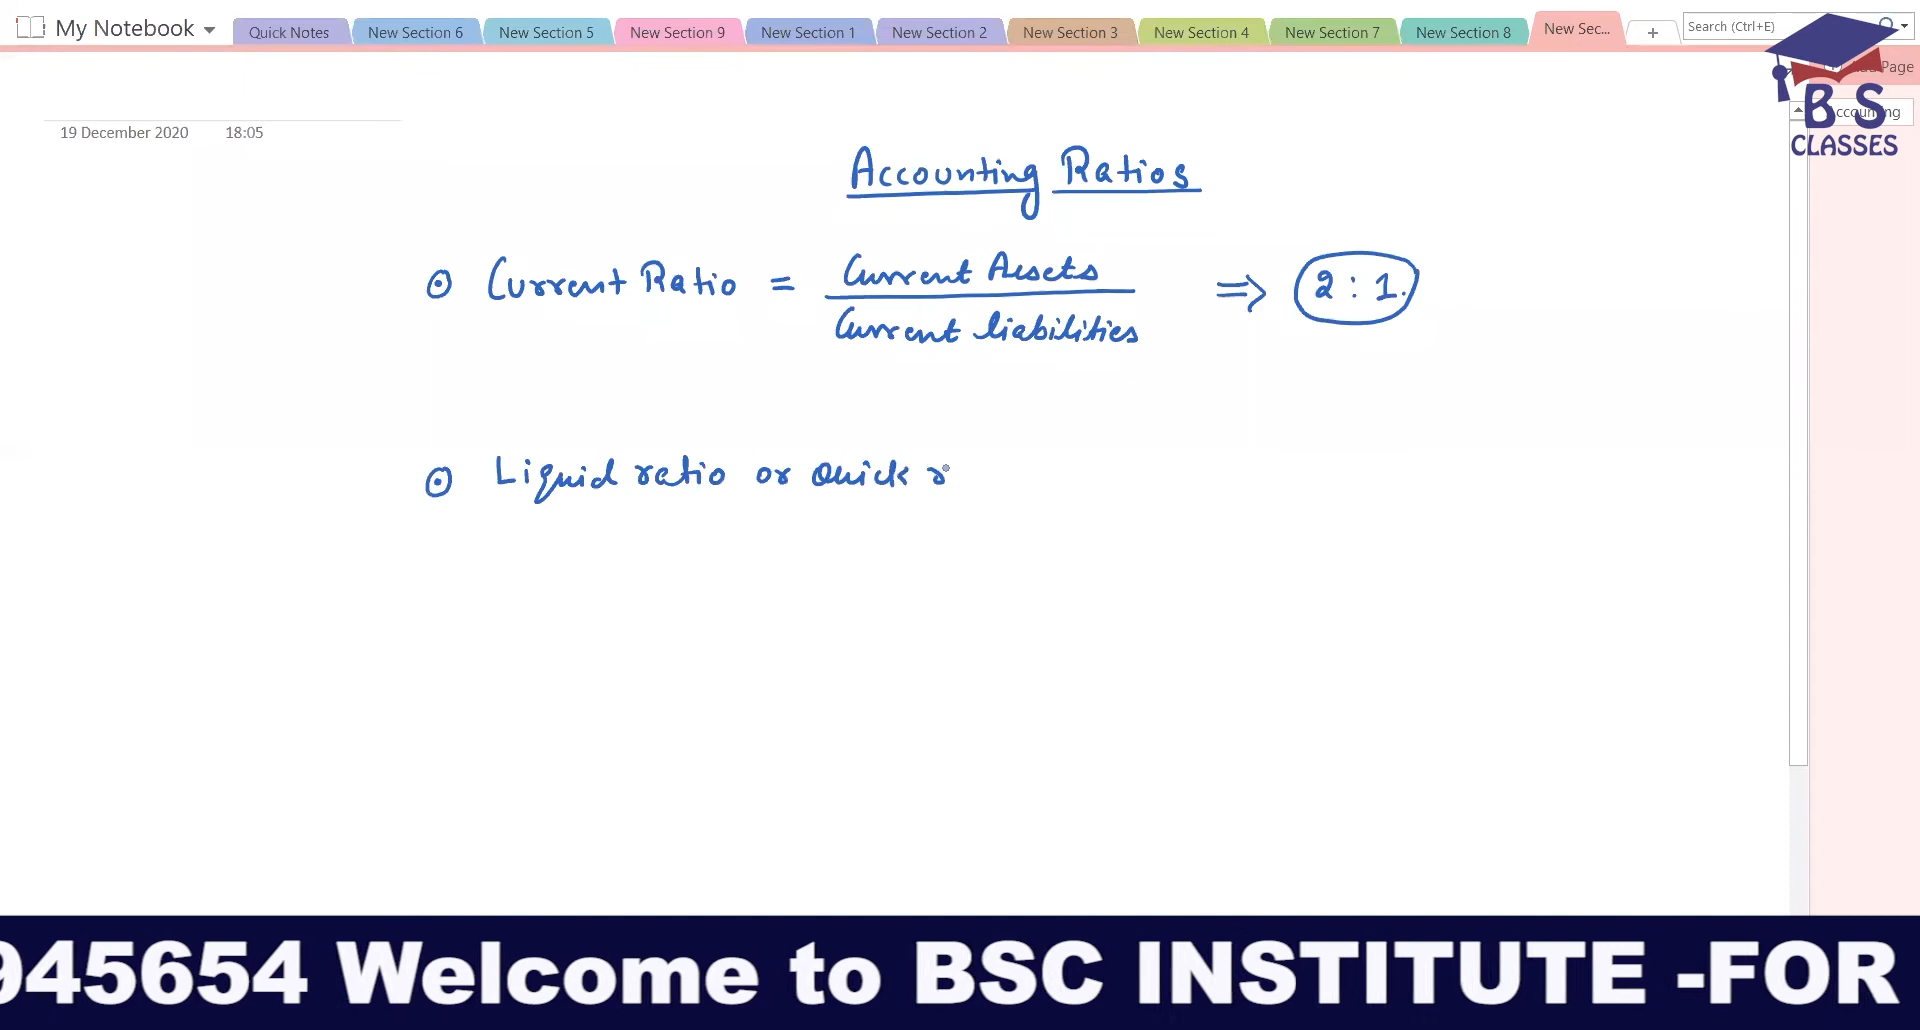 My Notebook Quick Notes New Section 6 New Section 5 New Section 9 New Section 1 New Section 2 New Section 3 New Section 4 New Section 7 New Section 8 New Sec... + Search (Ctrl+E)
Page
19 December 2020 18:05
BS
CLASSES
ccounting
Accounting Ratios
Current Ratio = Current Assets
Current liabilities
⇒ 2 : 1.
Liquid ratio or Quick r
945654 Welcome to BSC INSTITUTE -FOR